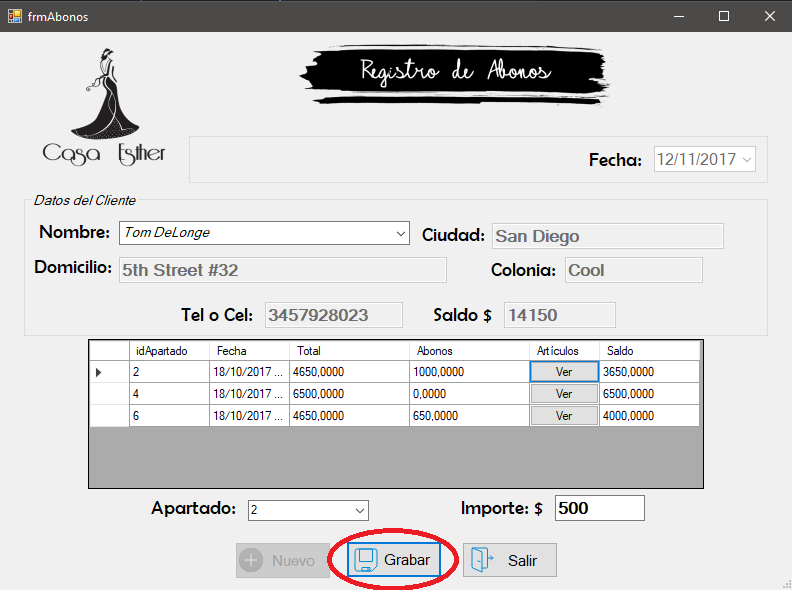 frmAbonos
Registro de Abonos
Casa Esther
Fecha: 12/11/2017
Datos del Cliente
Nombre: Tom DeLonge Ciudad: San Diego
Domicilio: 5th Street #32 Colonia: Cool
Tel o Cel: 3457928023 Saldo $ 14150
idApartado Fecha Total Abonos Artículos Saldo
2 18/10/2017 ... 4650,0000 1000,0000 Ver 3650,0000
4 18/10/2017 ... 6500,0000 0,0000 Ver 6500,0000
6 18/10/2017 ... 4650,0000 650,0000 Ver 4000,0000
Apartado: 2 Importe: $ 500
Nuevo Grabar Salir